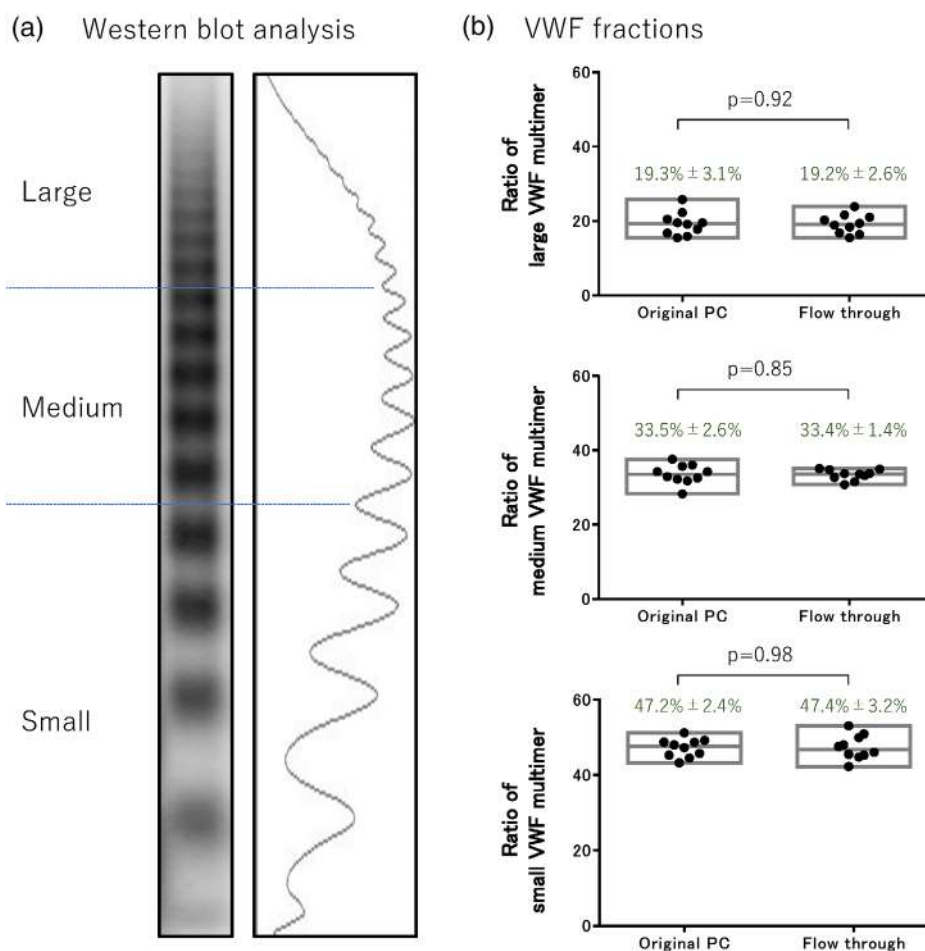 (a) Western blot analysis
Large
Medium
Small
(b) VWF fractions
Ratio of
large VWF multimer
60
40
20
0
p=0.92
19.3% ± 3.1%
19.2% ± 2.6%
Original PC
Flow through
Ratio of
medium VWF multimer
60
40
20
0
p=0.85
33.5% ± 2.6%
33.4% ± 1.4%
Original PC
Flow through
Ratio of
small VWF multimer
60
40
20
0
p=0.98
47.2% ± 2.4%
47.4% ± 3.2%
Original PC
Flow through